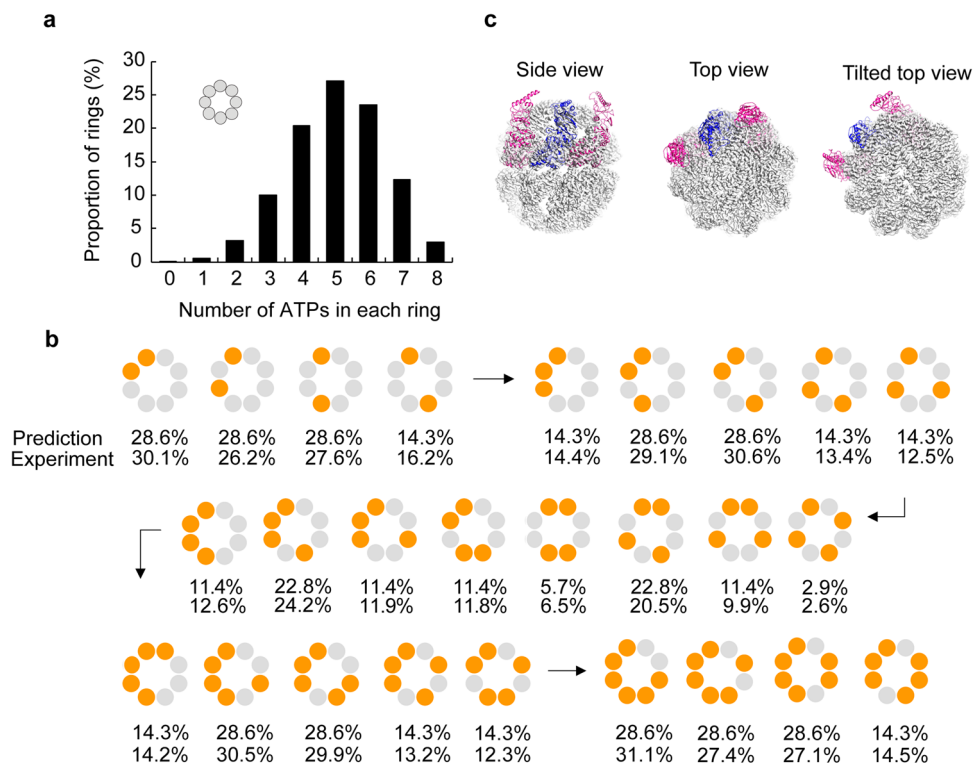 a
Proportion of rings (%)
30
25
20
15
10
5
0
0 1 2 3 4 5 6 7 8
Number of ATPs in each ring
c
Side view Top view Tilted top view
b
Prediction 28.6% 28.6% 28.6% 14.3% 14.3% 28.6% 28.6% 14.3% 14.3%
Experiment 30.1% 26.2% 27.6% 16.2% 14.4% 29.1% 30.6% 13.4% 12.5%
11.4% 22.8% 11.4% 11.4% 5.7% 22.8% 11.4% 2.9%
12.6% 24.2% 11.9% 11.8% 6.5% 20.5% 9.9% 2.6%
14.3% 28.6% 28.6% 14.3% 14.3% 28.6% 28.6% 28.6% 14.3%
14.2% 30.5% 29.9% 13.2% 12.3% 31.1% 27.4% 27.1% 14.5%